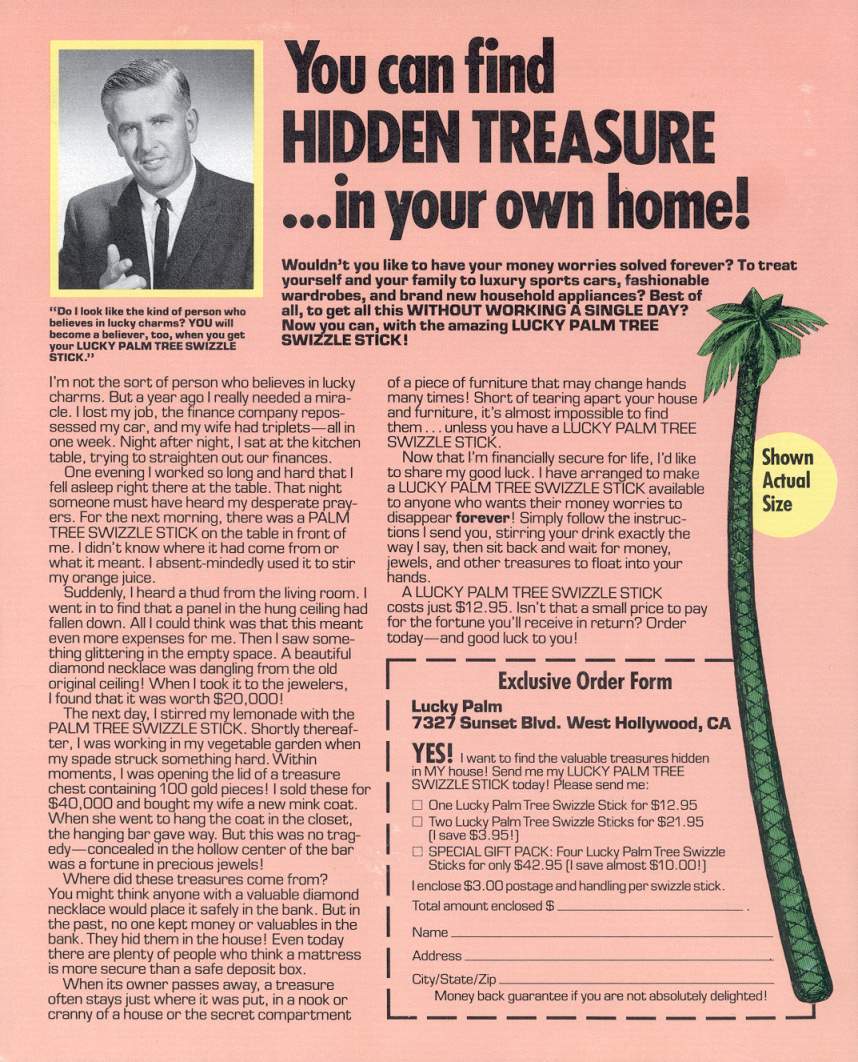 You can find
HIDDEN TREASURE
...in your own home!
Wouldn't you like to have your money worries solved forever? To treat
yourself and your family to luxury sports cars, fashionable
wardrobes, and brand new household appliances? Best of
all, to get all this WITHOUT WORKING A SINGLE DAY?
Now you can, with the amazing LUCKY PALM TREE
SWIZZLE STICK!
"Do I look like the kind of person who
believes in lucky charms? YOU will
become a believer, too, when you get
your LUCKY PALM TREE SWIZZLE
STICK."
I'm not the sort of person who believes in lucky
charms. But a year ago I really needed a mira-
cle. I lost my job, the finance company repos-
sessed my car, and my wife had triplets—all in
one week. Night after night, I sat at the kitchen
table, trying to straighten out our finances.
One evening I worked so long and hard that I
fell asleep right there at the table. That night
someone must have heard my desperate pray-
ers. For the next morning, there was a PALM
TREE SWIZZLE STICK on the table in front of
me. I didn't know where it had come from or
what it meant. I absent-mindedly used it to stir
my orange juice.
Suddenly, I heard a thud from the living room. I
went in to find that a panel in the hung ceiling had
fallen down. All I could think was that this meant
even more expenses for me. Then I saw some-
thing glittering in the empty space. A beautiful
diamond necklace was dangling from the old
original ceiling! When I took it to the jewelers,
I found that it was worth $20,000!
The next day, I stirred my lemonade with the
PALM TREE SWIZZLE STICK. Shortly thereaf-
ter, I was working in my vegetable garden when
my spade struck something hard. Within
moments, I was opening the lid of a treasure
chest containing 100 gold pieces! I sold these for
$40,000 and bought my wife a new mink coat.
When she went to hang the coat in the closet,
the hanging bar gave way. But this was no trag-
edy—concealed in the hollow center of the bar
was a fortune in precious jewels!
Where did these treasures come from?
You might think anyone with a valuable diamond
necklace would place it safely in the bank. But in
the past, no one kept money or valuables in the
bank. They hid them in the house! Even today
there are plenty of people who think a mattress
is more secure than a safe deposit box.
When its owner passes away, a treasure
often stays just where it was put, in a nook or
cranny of a house or the secret compartment
of a piece of furniture that may change hands
many times! Short of tearing apart your house
and furniture, it's almost impossible to find
them . . . unless you have a LUCKY PALM TREE
SWIZZLE STICK.
Now that I'm financially secure for life, I'd like
to share my good luck. I have arranged to make
a LUCKY PALM TREE SWIZZLE STICK available
to anyone who wants their money worries to
disappear forever! Simply follow the instruc-
tions I send you, stirring your drink exactly the
way I say, then sit back and wait for money,
jewels, and other treasures to float into your
hands.
A LUCKY PALM TREE SWIZZLE STICK
costs just $12.95. Isn't that a small price to pay
for the fortune you'll receive in return? Order
today—and good luck to you!
Shown
Actual
Size
Exclusive Order Form
Lucky Palm
7327 Sunset Blvd. West Hollywood, CA
YES! I want to find the valuable treasures hidden
in MY house! Send me my LUCKY PALM TREE
SWIZZLE STICK today! Please send me:
☐ One Lucky Palm Tree Swizzle Stick for $12.95
☐ Two Lucky Palm Tree Swizzle Sticks for $21.95
(I save $3.95!)
☐ SPECIAL GIFT PACK: Four Lucky Palm Tree Swizzle
Sticks for only $42.95 (I save almost $10.00!)
I enclose $3.00 postage and handling per swizzle stick.
Total amount enclosed $ ____________ .
Name ____________
Address ____________
City/State/Zip ____________
Money back guarantee if you are not absolutely delighted!